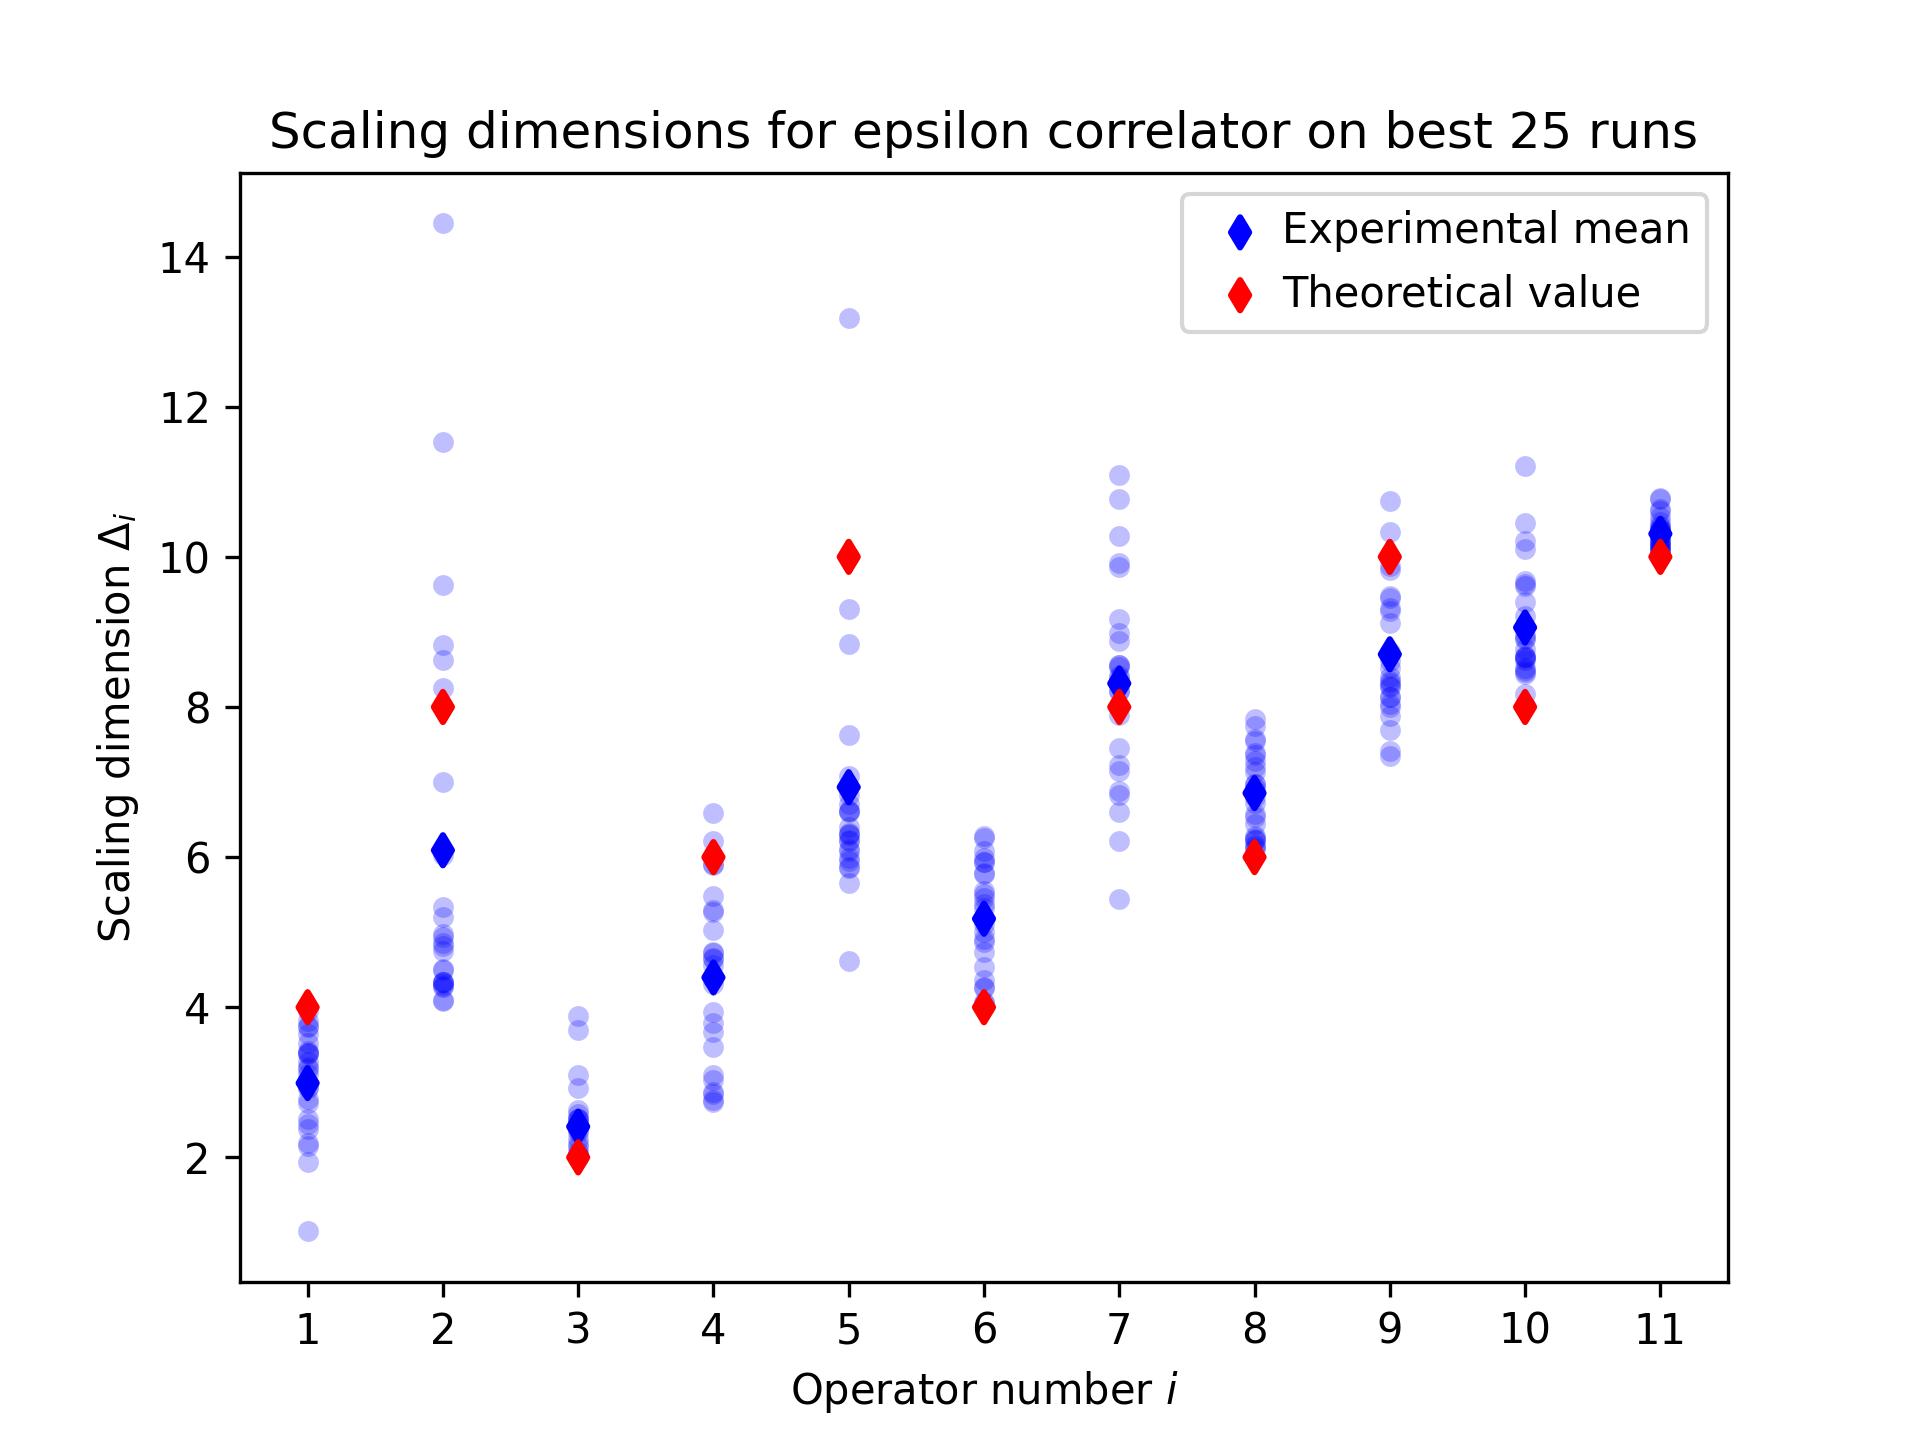 Scaling dimensions for epsilon correlator on best 25 runs
Experimental mean
Theoretical value
14
12
10
8
6
4
2
Scaling dimension Δᵢ
1 2 3 4 5 6 7 8 9 10 11
Operator number i